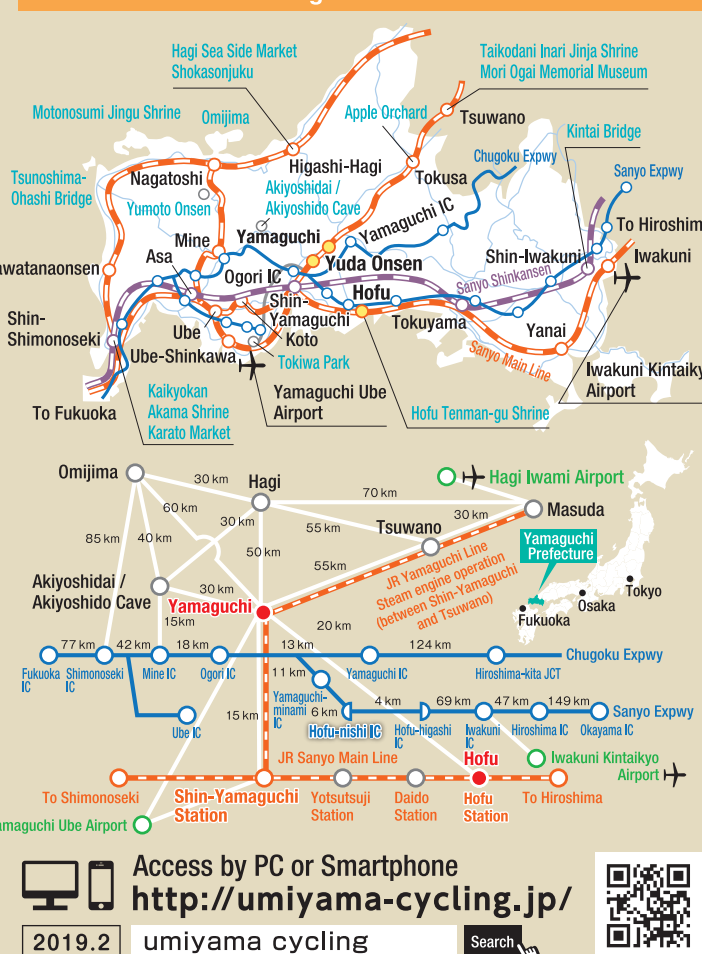 Hagi Sea Side Market
Shokasonjuku
Taikodani Inari Jinja Shrine
Mori Ogai Memorial Museum
Motonosumi Jingu Shrine
Omijima
Apple Orchard
Tsuwano
Kintai Bridge
Chugoku Expwy
Sanyo Expwy
Tsunoshima-
Ohashi Bridge
Nagatoshi
Higashi-Hagi
Tokusa
Yumoto Onsen
Akiyoshidai /
Akiyoshido Cave
Yamaguchi
Yamaguchi IC
To Hiroshim
Mine
Asa
Yuda Onsen
Shin-Iwakuni
Iwakuni
awatanaonsen
Ogori IC
Sanyo Shinkansen
Hofu
Shin-
Yamaguchi
Shin-
Shimonoseki
Ube
Koto
Tokuyama
Yanai
Ube-Shinkawa
Tokiwa Park
Sanyo Main Line
Kaikyokan
Akama Shrine
Karato Market
Yamaguchi Ube
Airport
Hofu Tenman-gu Shrine
Iwakuni Kintaiky
Airport
To Fukuoka
Omijima
30 km
Hagi
Hagi Iwami Airport
70 km
60 km
30 km
30 km
Masuda
85 km
40 km
55 km
Tsuwano
50 km
Yamaguchi
Prefecture
55km
JR Yamaguchi Line
Steam engine operation
(between Shin-Yamaguchi
and Tsuwano)
Akiyoshidai /
Akiyoshido Cave
30 km
Yamaguchi
Tokyo
Osaka
Fukuoka
15km
20 km
77 km
42 km
18 km
13 km
124 km
Chugoku Expwy
Fukuoka
IC
Shimonoseki
IC
Mine IC
Ogori IC
11 km
Yamaguchi IC
Hiroshima-kita JCT
Yamaguchi-
minami
IC
6 km
4 km
69 km
47 km
149 km
Sanyo Expwy
15 km
Ube IC
Hofu-nishi IC
Hofu-higashi
IC
Iwakuni
IC
Hiroshima IC
Okayama IC
JR Sanyo Main Line
Hofu
Iwakuni Kintaikyo
Airport
To Shimonoseki
Shin-Yamaguchi
Station
Yotsutsuji
Station
Daido
Station
Hofu
Station
To Hiroshima
amaguchi Ube Airport
Access by PC or Smartphone
http://umiyama-cycling.jp/
2019.2
umiyama cycling
Search